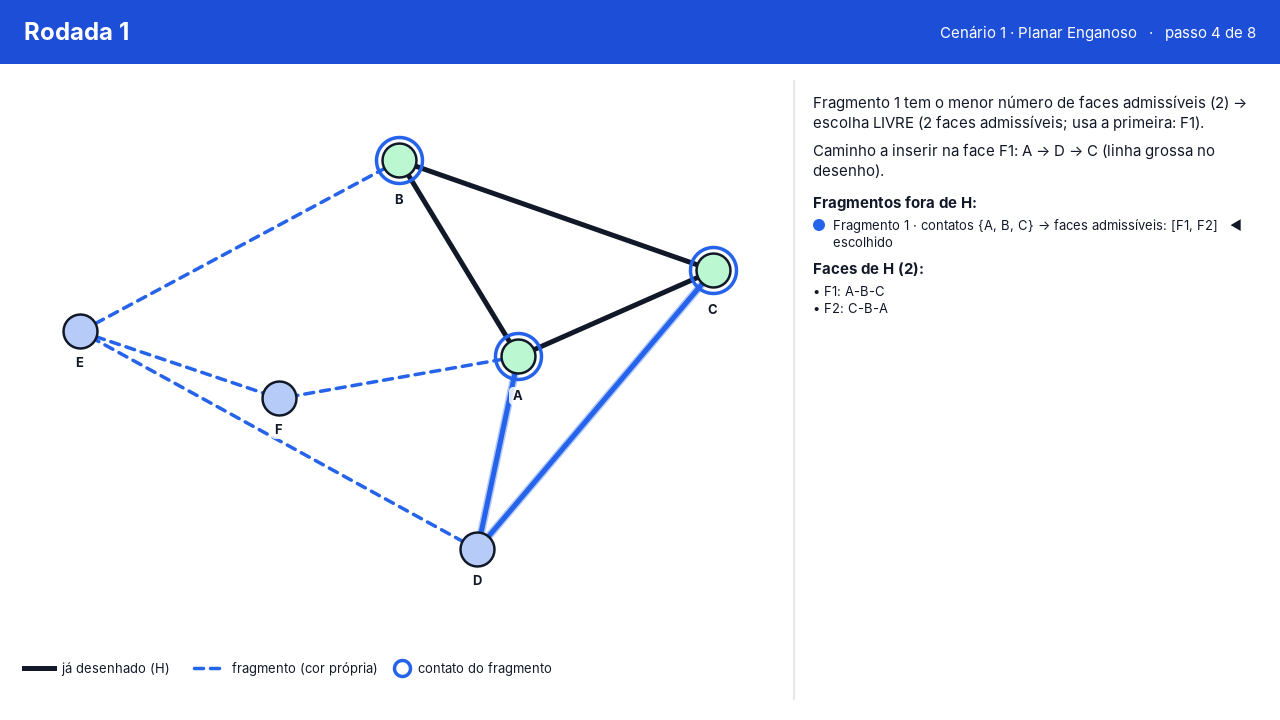 Rodada 1
Cenário 1 · Planar Enganoso · passo 4 de 8
Fragmento 1 tem o menor número de faces admissíveis (2) →
escolha LIVRE (2 faces admissíveis; usa a primeira: F1).
Caminho a inserir na face F1: A → D → C (linha grossa no
desenho).
Fragmentos fora de H:
Fragmento 1 · contatos {A, B, C} → faces admissíveis: [F1, F2] ◄
escolhido
Faces de H (2):
• F1: A-B-C
• F2: C-B-A
B
C
E
A
F
D
já desenhado (H)
fragmento (cor própria)
contato do fragmento